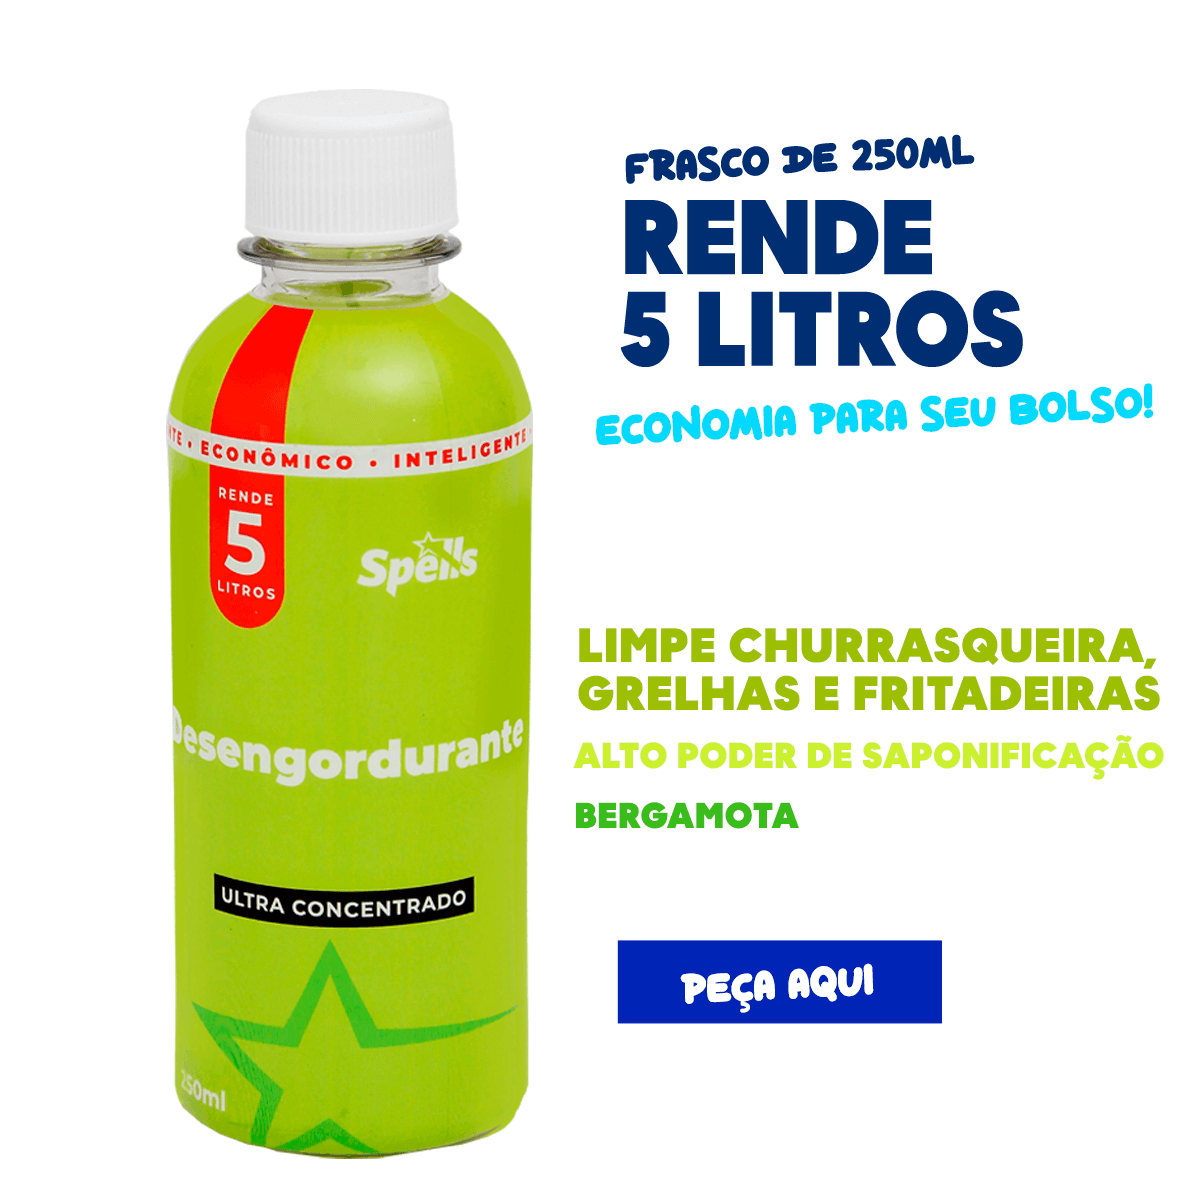 FRASCO DE 250ML
RENDE
5 LITROS
ECONOMIA PARA SEU BOLSO!
• ECONÔMICO • INTELIGENTE
RENDE
5
LITROS
Spells
Desengordurante
ULTRA CONCENTRADO
250ml
LIMPE CHURRASQUEIRA,
GRELHAS E FRITADEIRAS
ALTO PODER DE SAPONIFICAÇÃO
BERGAMOTA
PEÇA AQUI